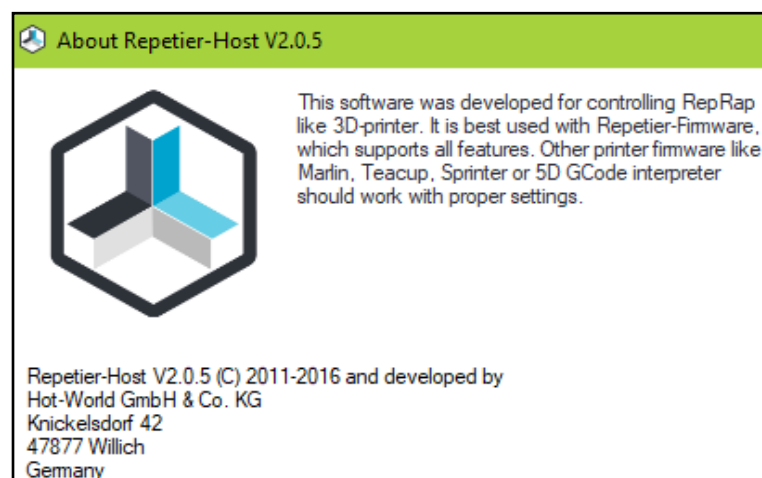 About Repetier-Host V2.0.5
This software was developed for controlling RepRap
like 3D-printer. It is best used with Repetier-Firmware,
which supports all features. Other printer firmware like
Marlin, Teacup, Sprinter or 5D GCode interpreter
should work with proper settings.
Repetier-Host V2.0.5 (C) 2011-2016 and developed by
Hot-World GmbH & Co. KG
Knickelsdorf 42
47877 Willich
Germany